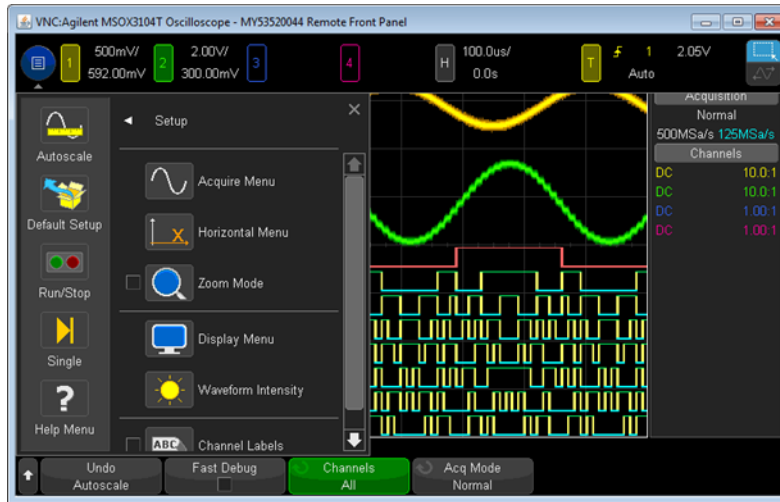 VNC:Agilent MSOX3104T Oscilloscope - MY53520044 Remote Front Panel
1 500mV/ 2 2.00V/ 3 4 H 100.0us/ T 1 2.05V
592.00mV 300.00mV 0.0s Auto
Setup
Autoscale
Default Setup
Run/Stop
Single
?
Help Menu
Acquire Menu
X
Horizontal Menu
Zoom Mode
Display Menu
Waveform Intensity
ABC Channel Labels
Acquisition
Normal
500MSa/s 125MSa/s
Channels
DC 10.0:1
DC 10.0:1
DC 1.00:1
DC 1.00:1
Undo
Autoscale
Fast Debug
Channels
All
Acq Mode
Normal